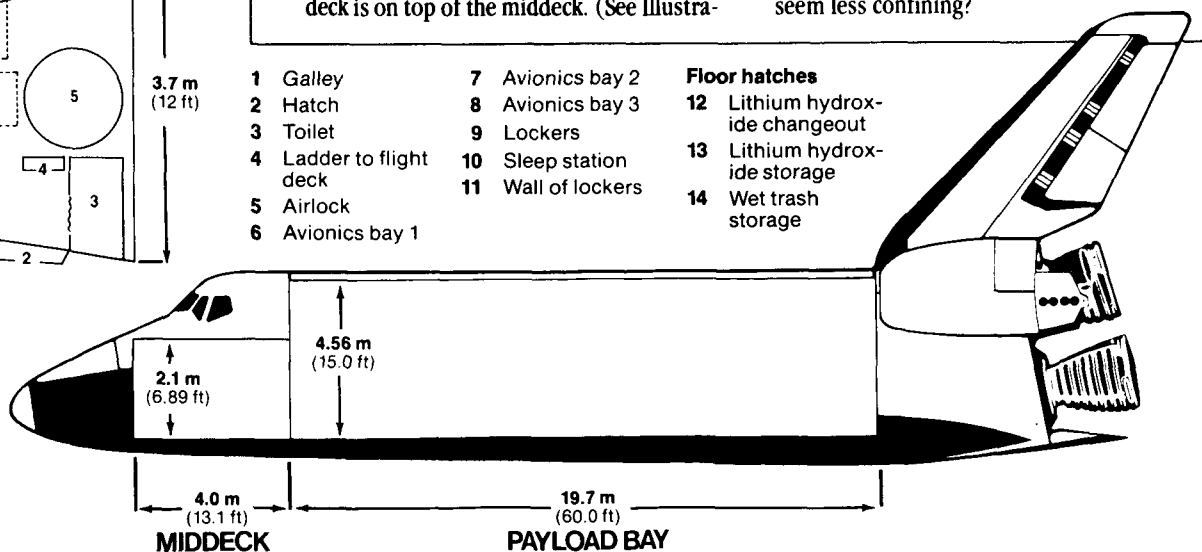 deck is on top of the middeck. (See Illustra-
seem less confining?
3.7 m
(12 ft)
5
4
3
2
1 Galley
2 Hatch
3 Toilet
4 Ladder to flight
deck
5 Airlock
6 Avionics bay 1
7 Avionics bay 2
8 Avionics bay 3
9 Lockers
10 Sleep station
11 Wall of lockers
Floor hatches
12 Lithium hydrox-
ide changeout
13 Lithium hydrox-
ide storage
14 Wet trash
storage
4.56 m
(15.0 ft)
2.1 m
(6.89 ft)
4.0 m
(13.1 ft)
MIDDECK
19.7 m
(60.0 ft)
PAYLOAD BAY